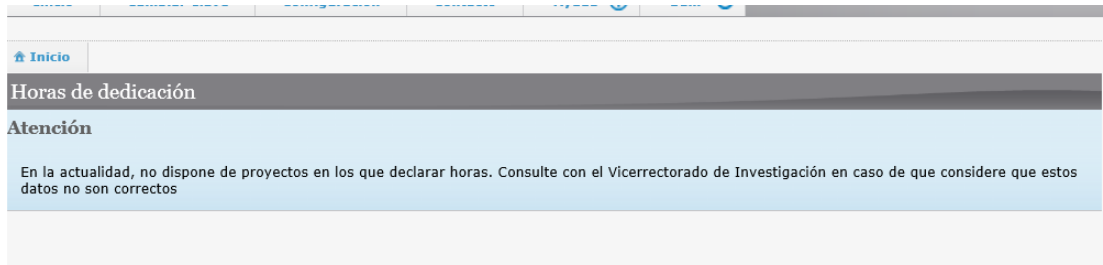 Inicio
Horas de dedicación
Atención
En la actualidad, no dispone de proyectos en los que declarar horas. Consulte con el Vicerrectorado de Investigación en caso de que considere que estos
datos no son correctos